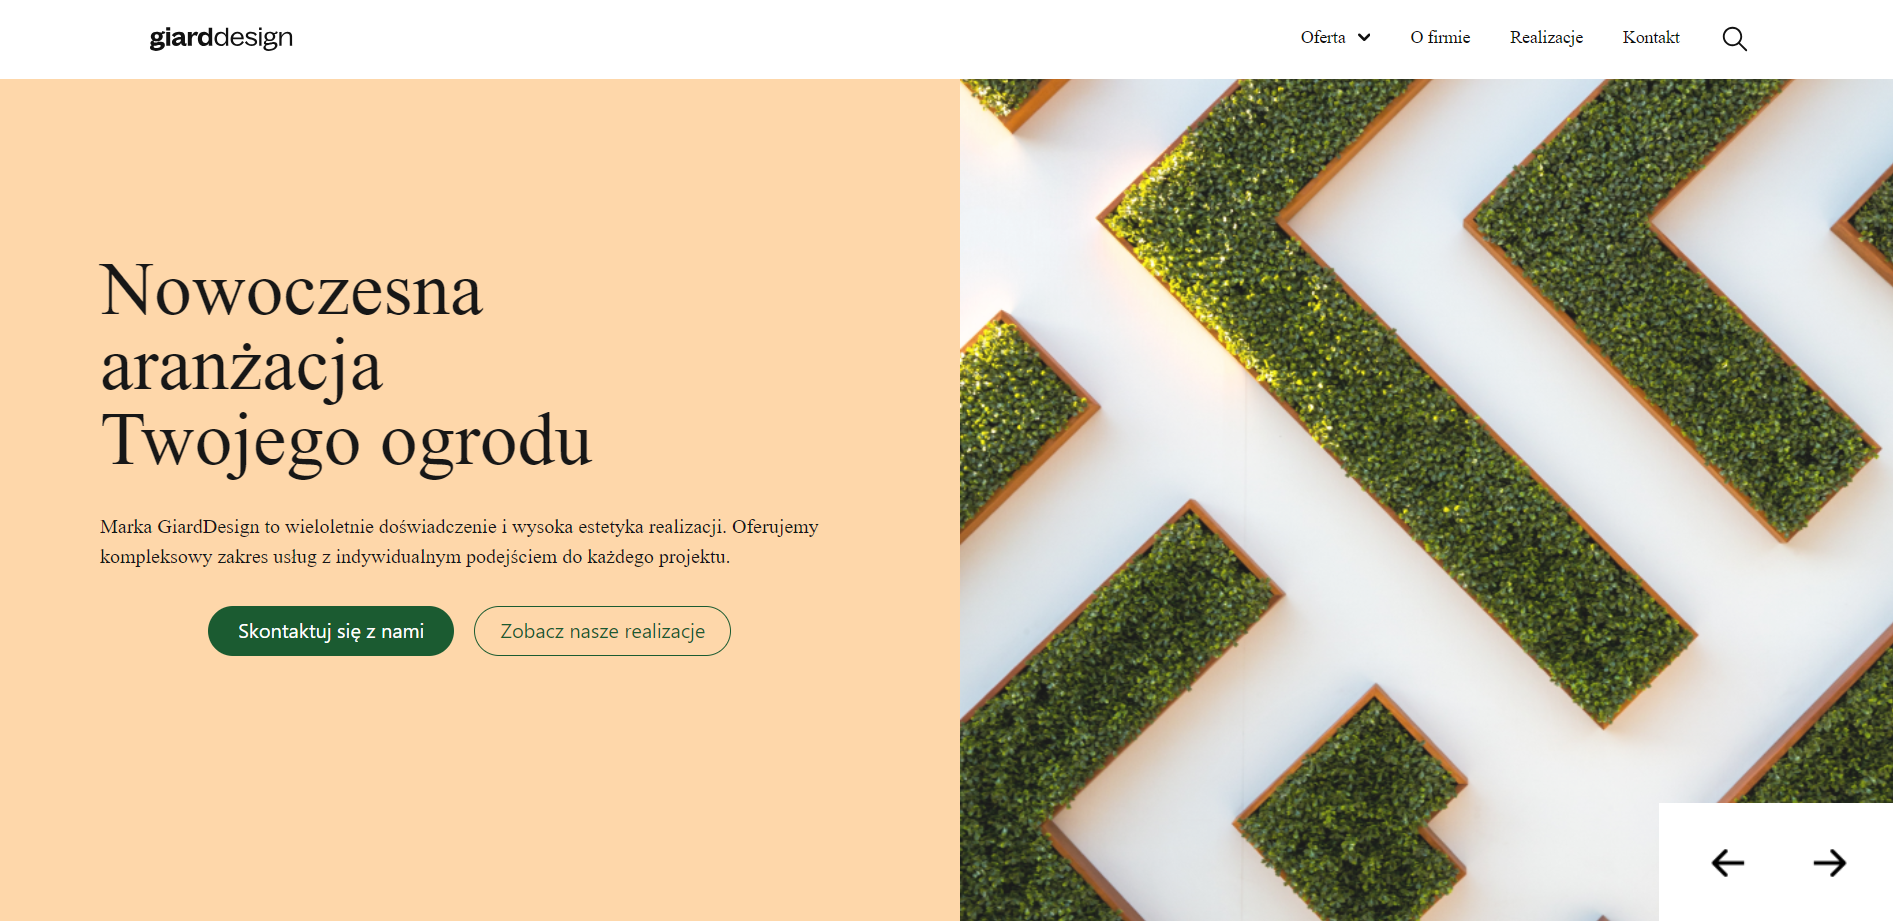 giarddesign
Oferta
O firmie
Realizacje
Kontakt
Nowoczesna
aranżacja
Twojego ogrodu
Marka GiardDesign to wieloletnie doświadczenie i wysoka estetyka realizacji. Oferujemy
kompleksowy zakres usług z indywidualnym podejściem do każdego projektu.
Skontaktuj się z nami
Zobacz nasze realizacje